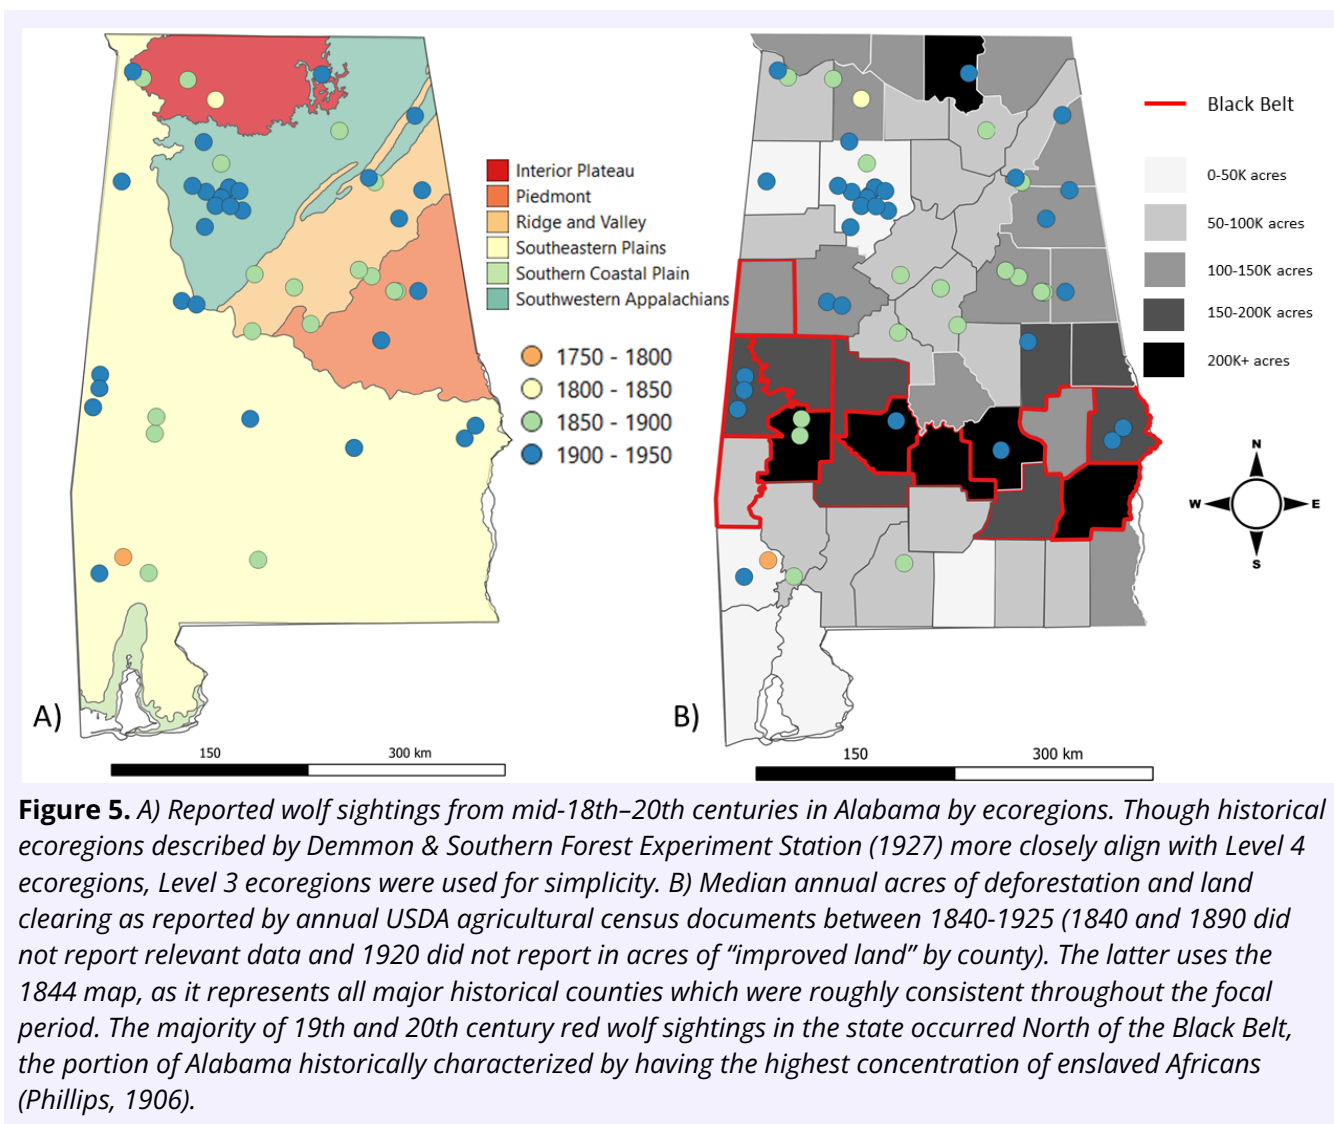 Interior Plateau
Piedmont
Ridge and Valley
Southeastern Plains
Southern Coastal Plain
Southwestern Appalachians
1750 - 1800
1800 - 1850
1850 - 1900
1900 - 1950
A)
150
300 km
Black Belt
0-50K acres
50-100K acres
100-150K acres
150-200K acres
200K+ acres
N
W
E
S
B)
150
300 km
Figure 5. A) Reported wolf sightings from mid-18th–20th centuries in Alabama by ecoregions. Though historical
ecoregions described by Demmon & Southern Forest Experiment Station (1927) more closely align with Level 4
ecoregions, Level 3 ecoregions were used for simplicity. B) Median annual acres of deforestation and land
clearing as reported by annual USDA agricultural census documents between 1840-1925 (1840 and 1890 did
not report relevant data and 1920 did not report in acres of “improved land” by county). The latter uses the
1844 map, as it represents all major historical counties which were roughly consistent throughout the focal
period. The majority of 19th and 20th century red wolf sightings in the state occurred North of the Black Belt,
the portion of Alabama historically characterized by having the highest concentration of enslaved Africans
(Phillips, 1906).